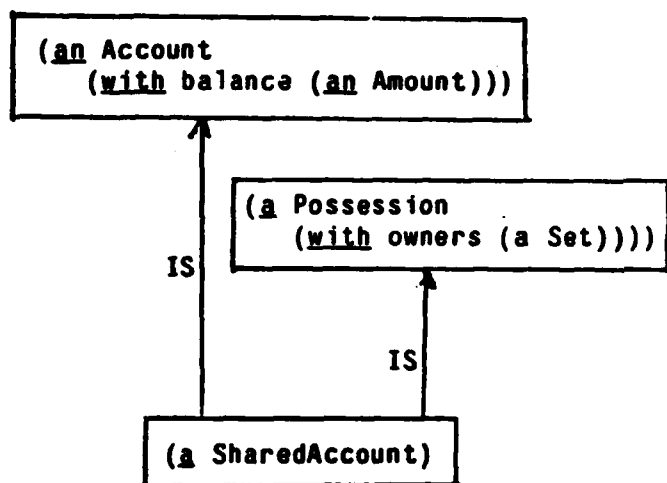 (an Account
(with balance (an Amount)))
(a Possession
(with owners (a Set))))
IS
IS
(a SharedAccount)